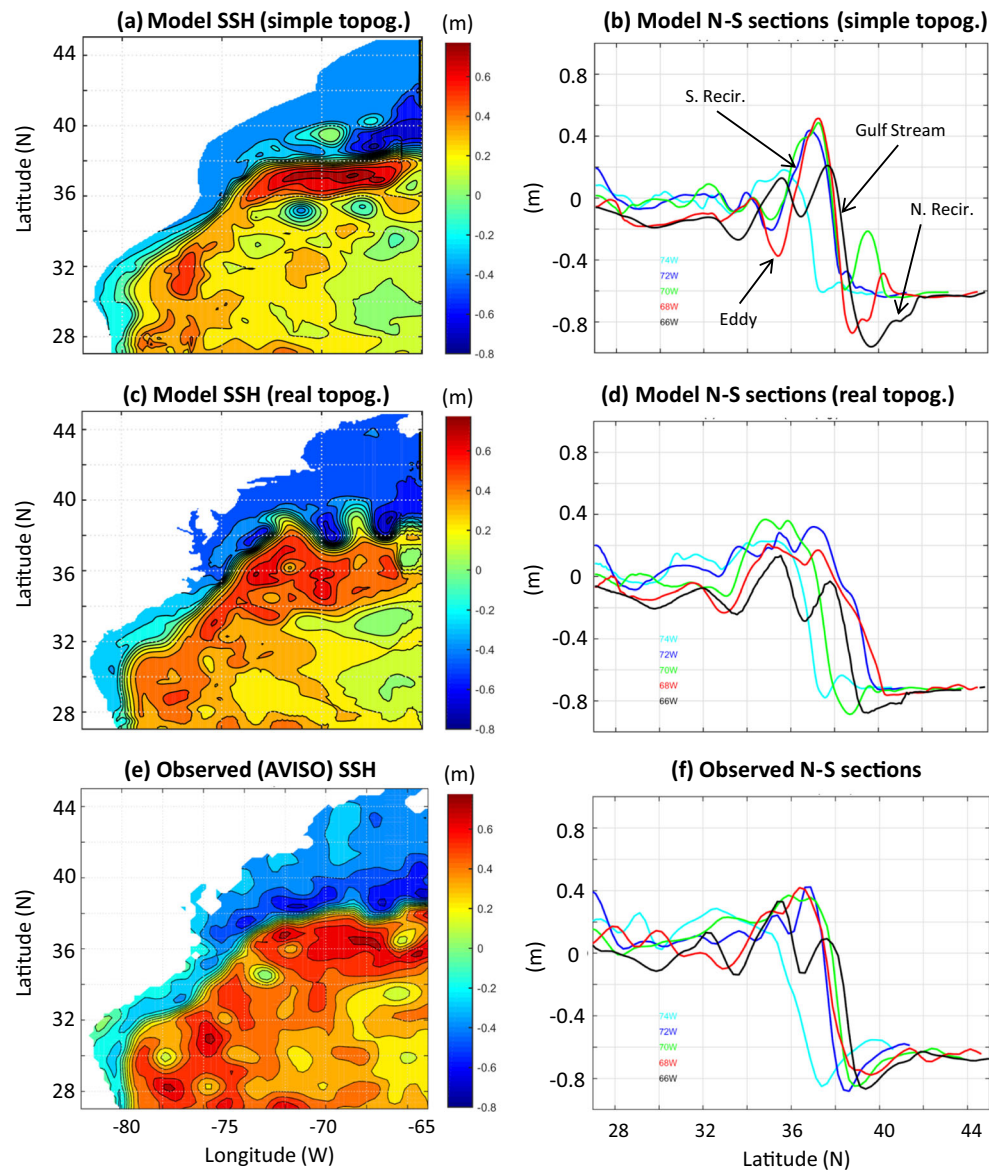 (a) Model SSH (simple topog.)
(m)
44
40
36
32
28
Latitude (N)
0.6
0.4
0.2
0
-0.2
-0.4
-0.6
-0.8
(b) Model N-S sections (simple topog.)
0.8
0.4
0
-0.4
-0.8
(m)
S. Recir.
Gulf Stream
N. Recir.
Eddy
74W
72W
70W
68W
66W
(c) Model SSH (real topog.)
(m)
44
40
36
32
28
Latitude (N)
0.6
0.4
0.2
0
-0.2
-0.4
-0.6
-0.8
(d) Model N-S sections (real topog.)
0.8
0.4
0
-0.4
-0.8
(m)
74W
72W
70W
68W
66W
(e) Observed (AVISO) SSH
(m)
44
40
36
32
28
Latitude (N)
-80
-75
-70
-65
Longitude (W)
0.6
0.4
0.2
0
-0.2
-0.4
-0.6
-0.8
(f) Observed N-S sections
0.8
0.4
0
-0.4
-0.8
(m)
74W
72W
70W
68W
66W
28
32
36
40
44
Latitude (N)